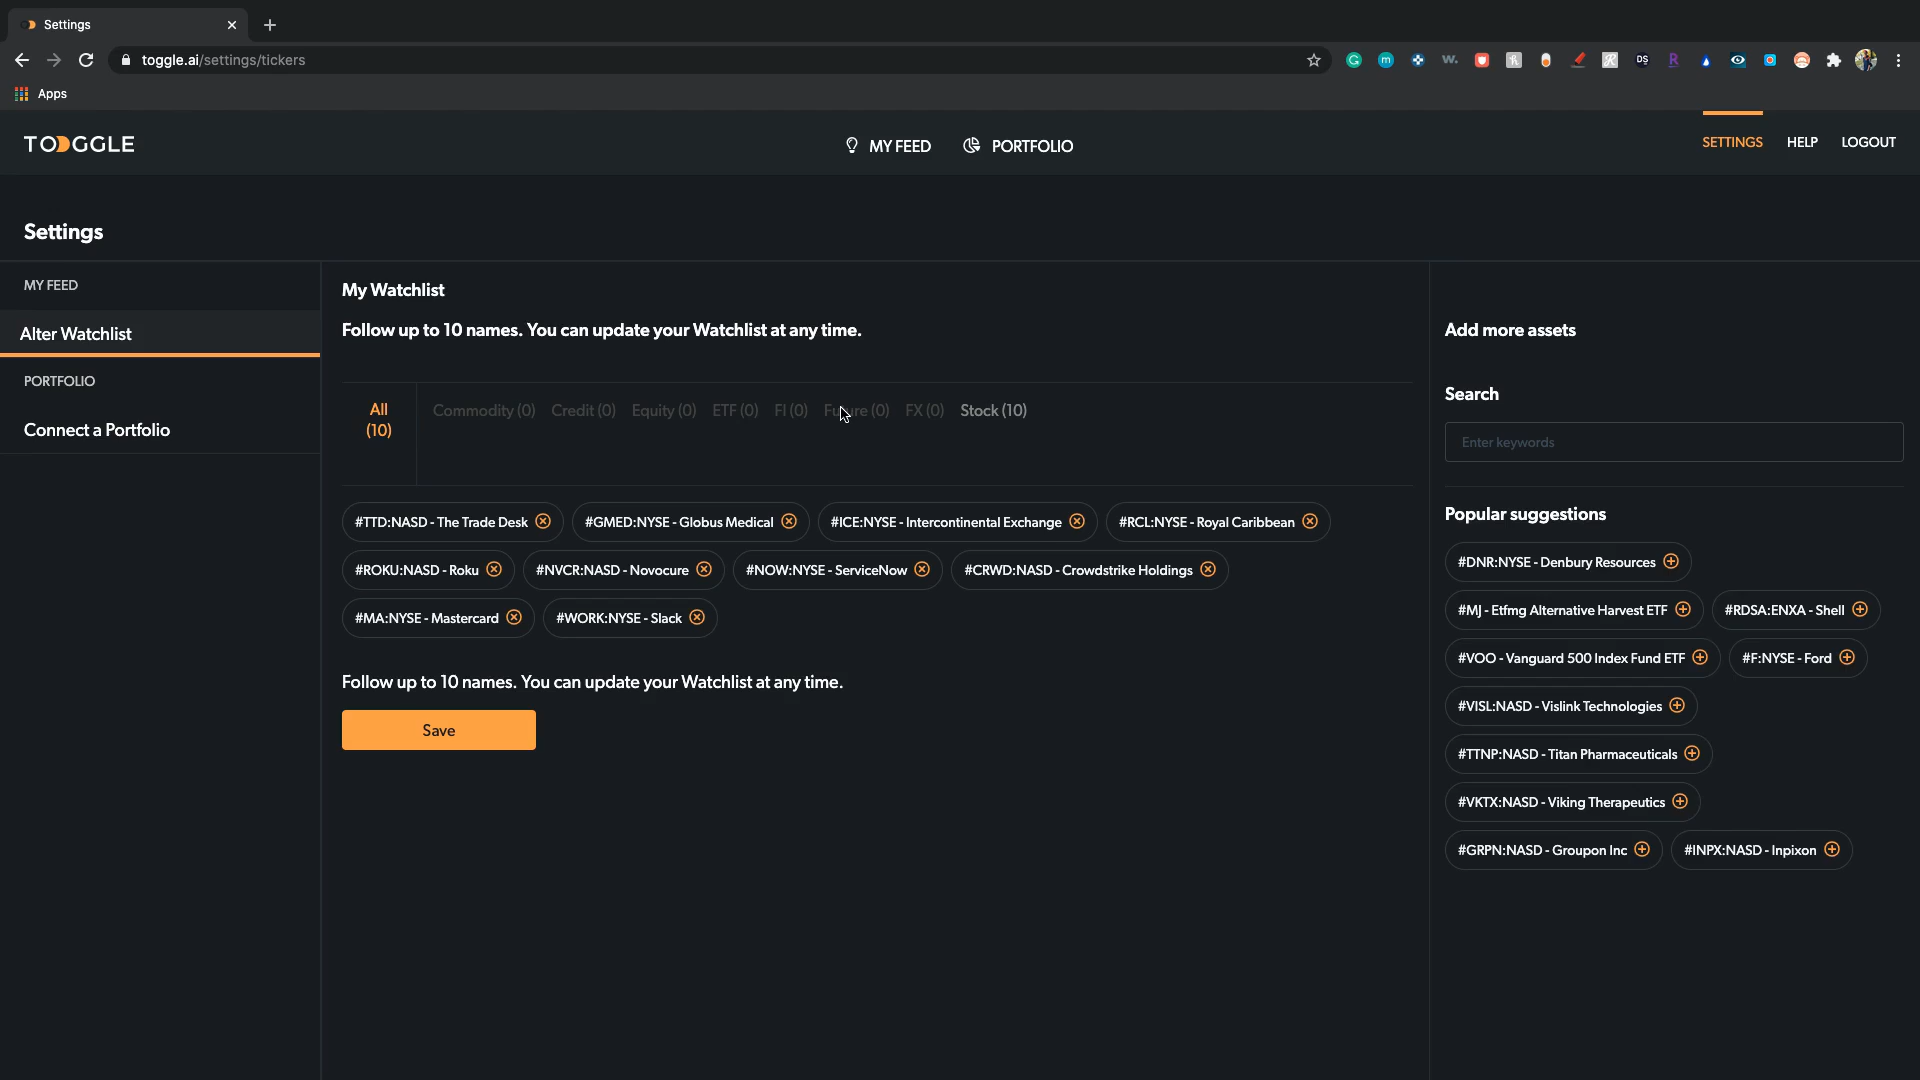 Settings
toggle.ai/settings/tickers
Apps
TOGGLE
MY FEED
PORTFOLIO
SETTINGS
HELP
LOGOUT
Settings
MY FEED
Alter Watchlist
PORTFOLIO
Connect a Portfolio
My Watchlist
Follow up to 10 names. You can update your Watchlist at any time.
All
(10)
Commodity (0) Credit (0) Equity (0) ETF (0) FI (0) Future (0) FX (0) Stock (10)
#TTD:NASD - The Trade Desk #GMED:NYSE - Globus Medical #ICE:NYSE - Intercontinental Exchange #RCL:NYSE - Royal Caribbean
#ROKU:NASD - Roku #NVCR:NASD - Novocure #NOW:NYSE - ServiceNow #CRWD:NASD - Crowdstrike Holdings
#MA:NYSE - Mastercard #WORK:NYSE - Slack
Follow up to 10 names. You can update your Watchlist at any time.
Save
Add more assets
Search
Enter keywords
Popular suggestions
#DNR:NYSE - Denbury Resources
#MJ - Etfmg Alternative Harvest ETF #RDSA:ENXA - Shell
#VOO - Vanguard 500 Index Fund ETF #F:NYSE - Ford
#VISL:NASD - Vislink Technologies
#TTNP:NASD - Titan Pharmaceuticals
#VKTX:NASD - Viking Therapeutics
#GRPN:NASD - Groupon Inc #INPX:NASD - Inpixon